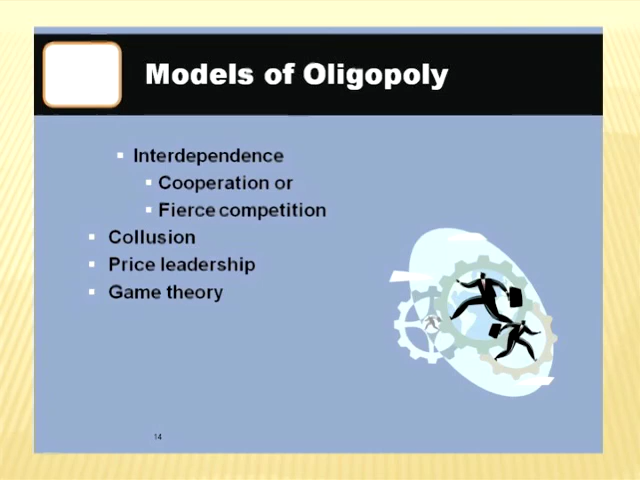 Models of Oligopoly
Interdependence
Cooperation or
Fierce competition
Collusion
Price leadership
Game theory
14